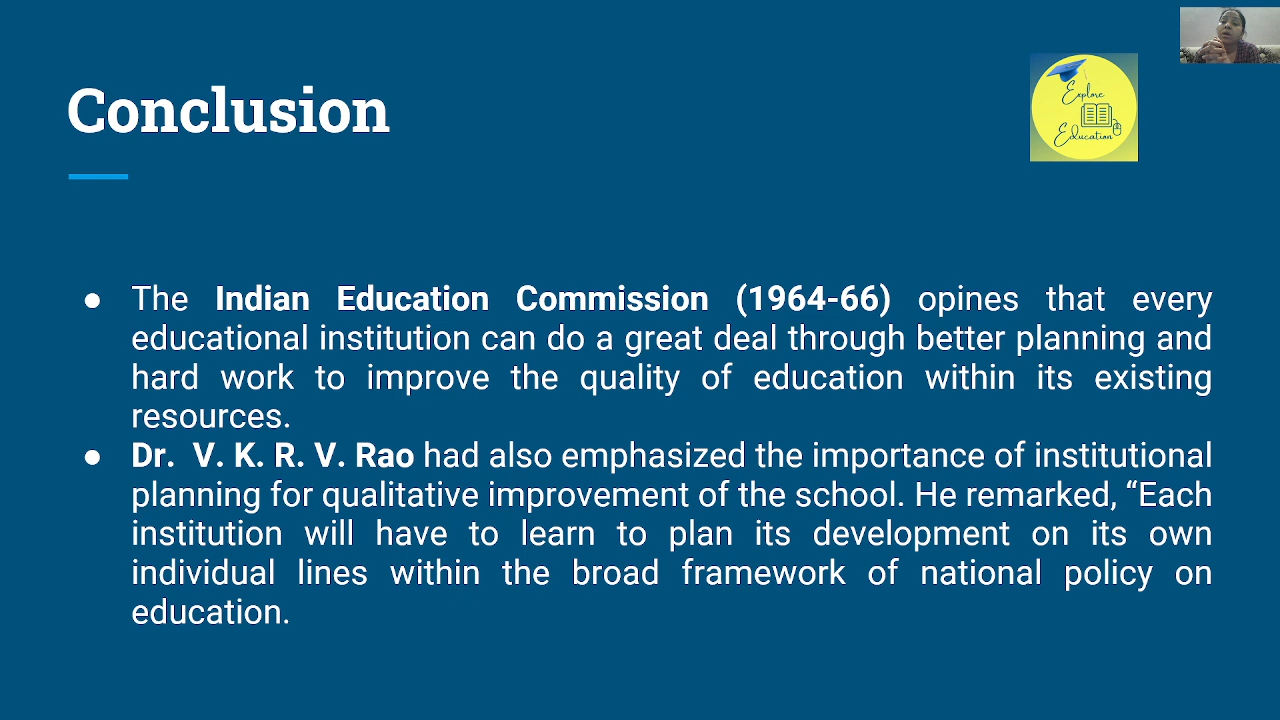 Conclusion
Explore
Education
● The Indian Education Commission (1964-66) opines that every
educational institution can do a great deal through better planning and
hard work to improve the quality of education within its existing
resources.
● Dr. V. K. R. V. Rao had also emphasized the importance of institutional
planning for qualitative improvement of the school. He remarked, “Each
institution will have to learn to plan its development on its own
individual lines within the broad framework of national policy on
education.